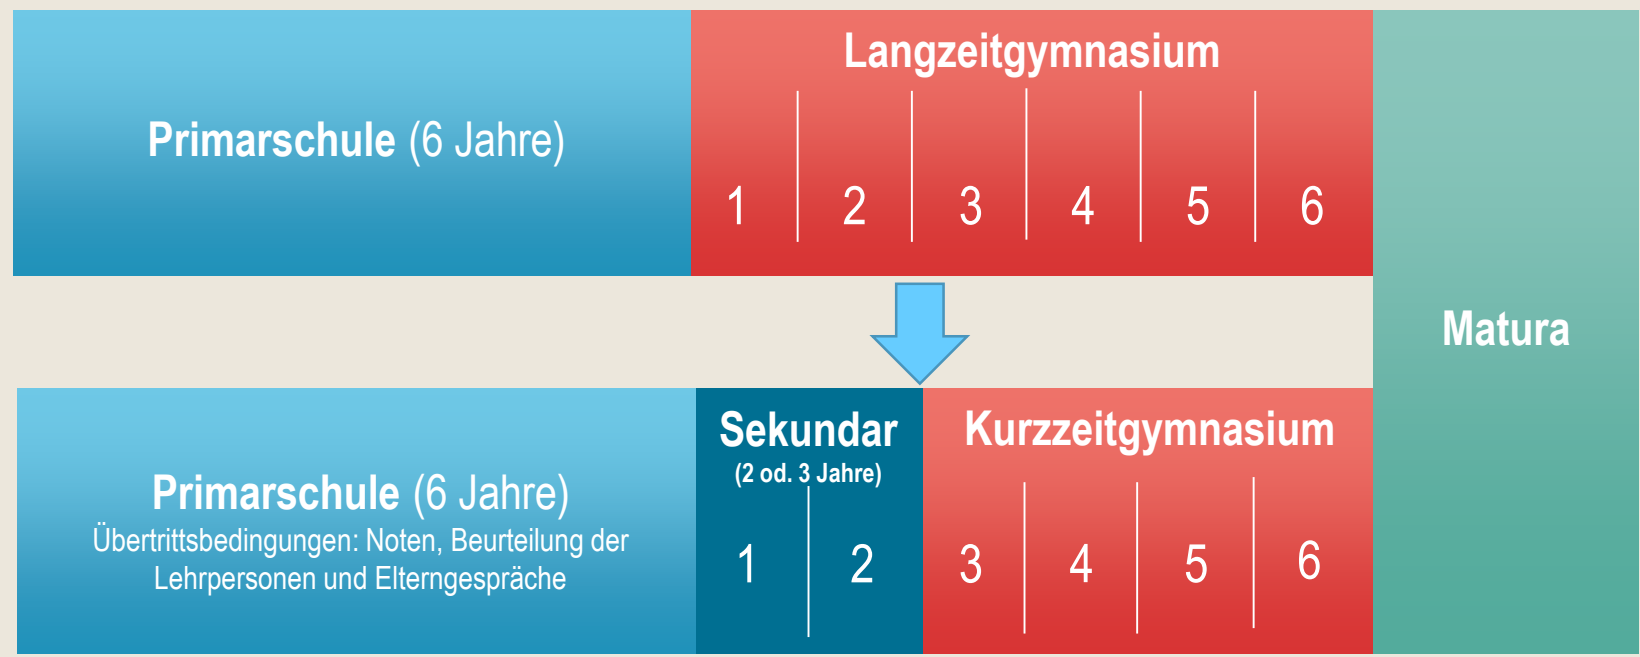 Primarschule (6 Jahre)
Langzeitgymnasium
1 2 3 4 5 6
Matura
Primarschule (6 Jahre)
Übertrittsbedingungen: Noten, Beurteilung der
Lehrpersonen und Elterngespräche
Sekundar
(2 od. 3 Jahre)
1 2
Kurzzeitgymnasium
3 4 5 6